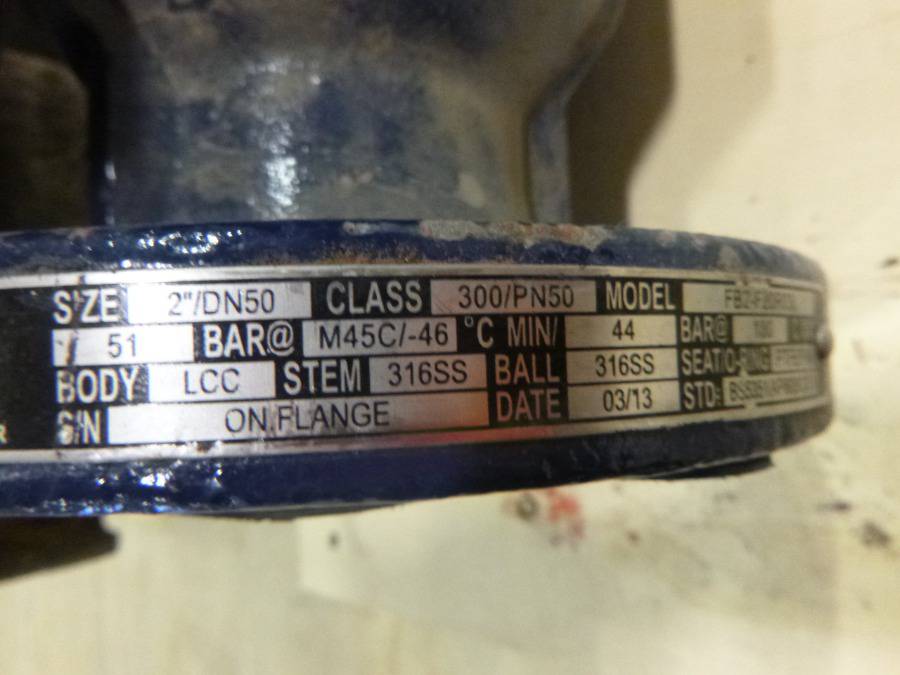 SIZE 2"/DN50 CLASS 300/PN50 MODEL
51 BAR@ M45C/-46 °C MIN/ 44 BAR@
BODY LCC STEM 316SS BALL 316SS SEAT/O-RING
S/N ON FLANGE DATE 03/13 STD:
R